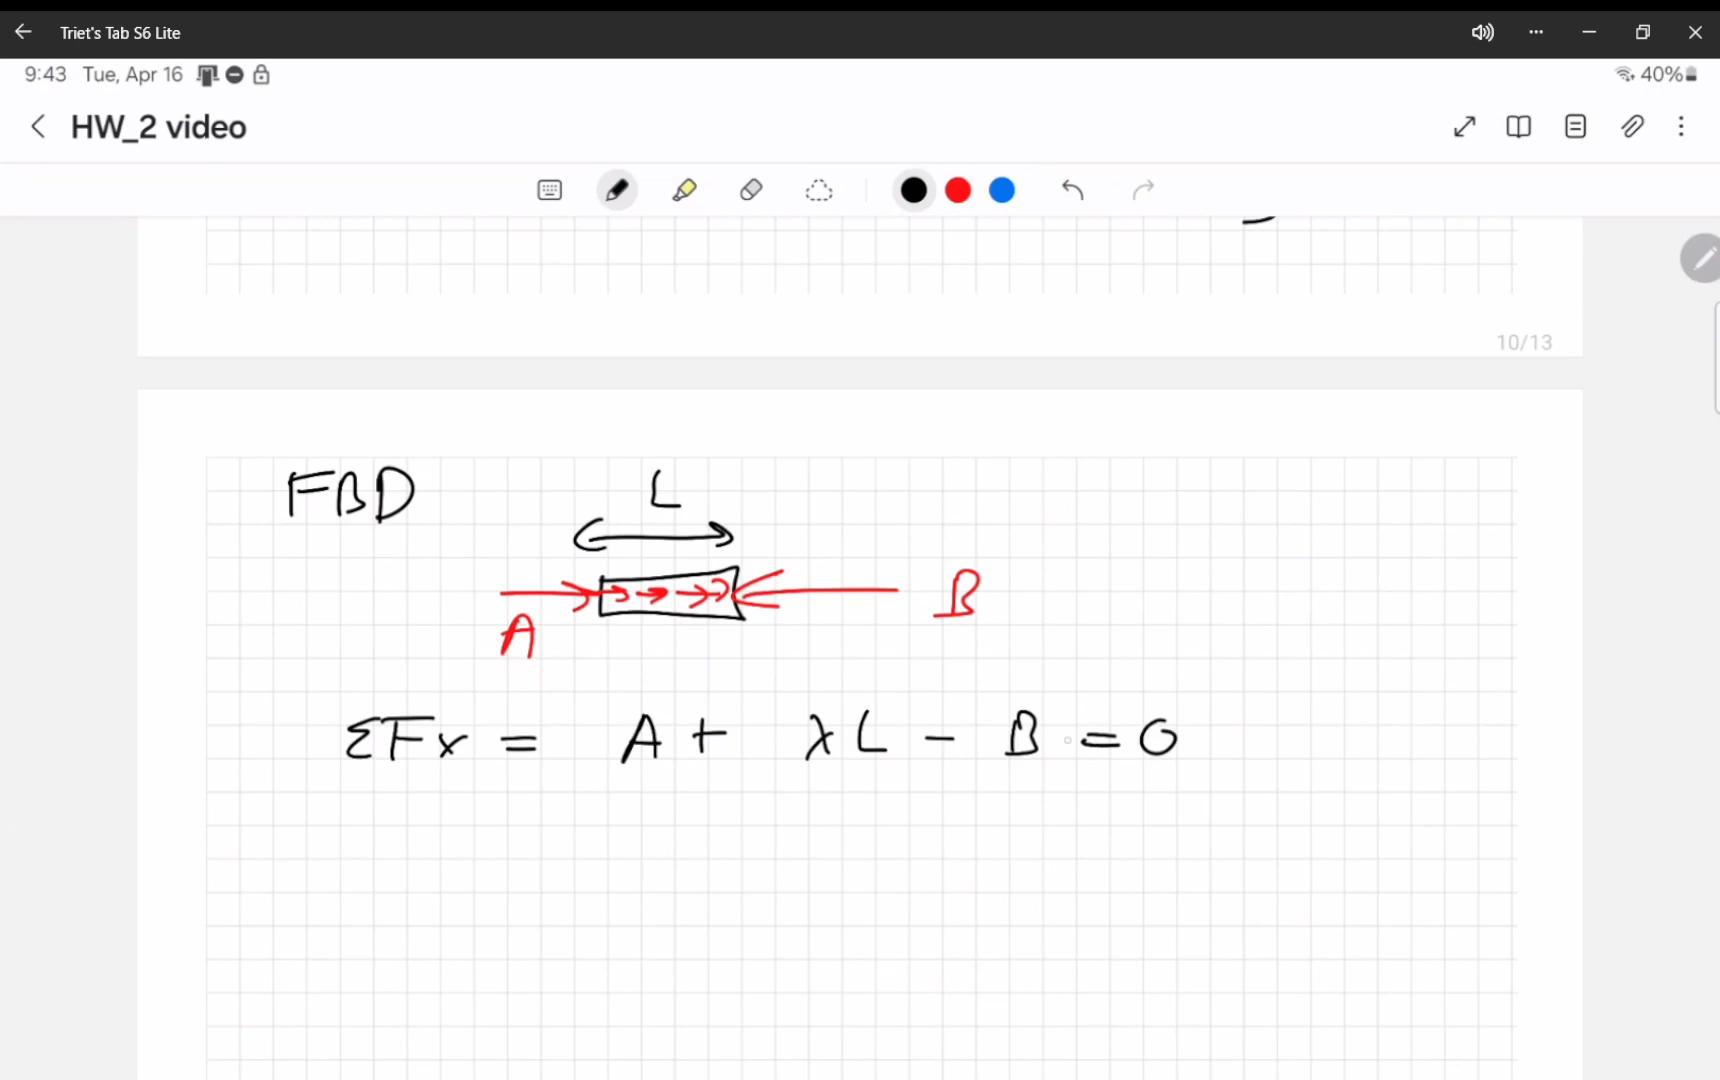 Triet's Tab S6 Lite
9:43 Tue, Apr 16 40%
HW_2 video
10/13
FBD
L
A
B
ΣFx = A + λL - B = 0